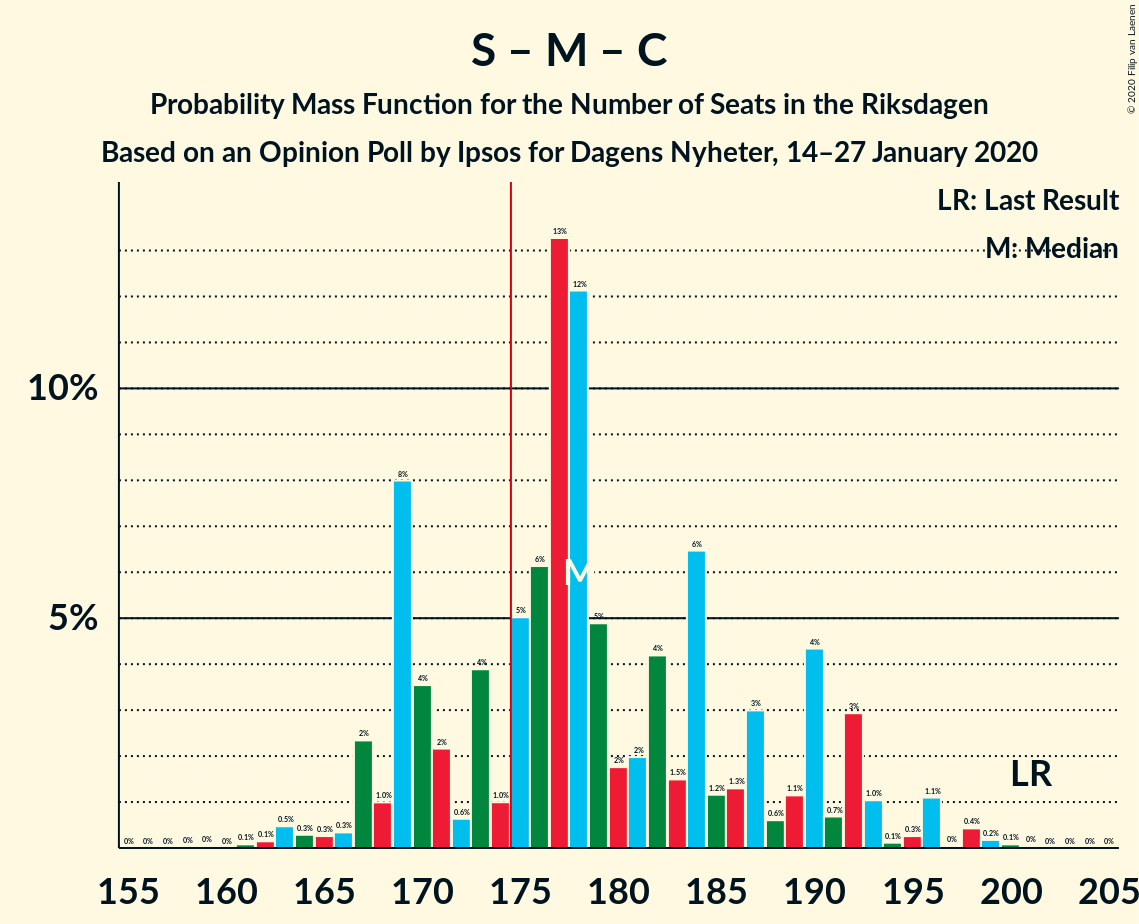 S – M – C
Probability Mass Function for the Number of Seats in the Riksdagen
Based on an Opinion Poll by Ipsos for Dagens Nyheter, 14–27 January 2020
© 2020 Filip van Laenen
LR: Last Result
M: Median
10%
5%
0% 0% 0% 0% 0% 0% 0.1% 0.1% 0.5% 0.3% 0.3% 0.3% 2% 1.0% 8% 4% 2% 0.6% 4% 1.0% 5% 6% 13% 12% 5% 2% 2% 4% 1.5% 6% 1.2% 1.3% 3% 0.6% 1.1% 4% 0.7% 3% 1.0% 0.1% 0.3% 1.1% 0% 0.4% 0.2% 0.1% 0% 0% 0% 0% 0%
M
LR
155 160 165 170 175 180 185 190 195 200 205